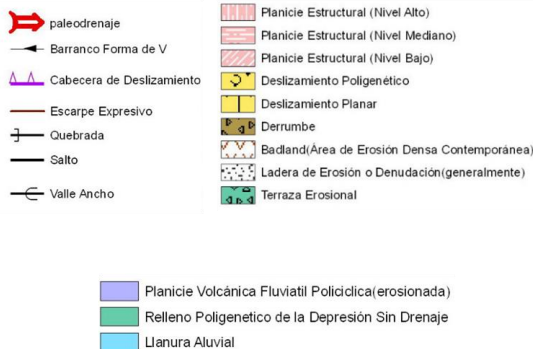 paleodrenaje
Barranco Forma de V
Cabecera de Deslizamiento
Escarpe Expresivo
Quebrada
Salto
Valle Ancho
Planicie Estructural (Nivel Alto)
Planicie Estructural (Nivel Mediano)
Planicie Estructural (Nivel Bajo)
Deslizamiento Poligenético
Deslizamiento Planar
Derrumbe
Badland(Área de Erosión Densa Contemporánea)
Ladera de Erosión o Denudación(generalmente)
Terraza Erosional
Planicie Volcánica Fluviatil Policiclica(erosionada)
Relleno Poligenetico de la Depresión Sin Drenaje
Llanura Aluvial